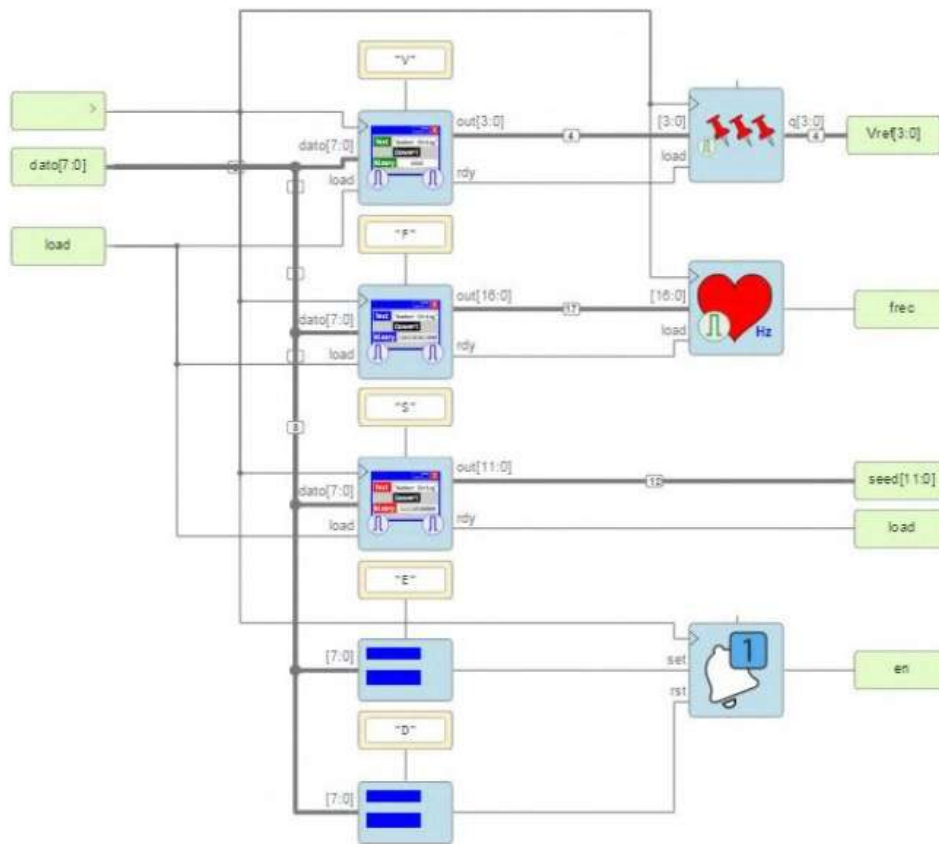 "V"
out[3:0]
4
[3:0]
q[3:0]
4
Vref[3:0]
dato[7:0]
dato[7:0]
load
rdy
load
load
"F"
out[16:0]
17
[16:0]
frec
dato[7:0]
load
rdy
load
Hz
8
"S"
out[11:0]
12
seed[11:0]
dato[7:0]
load
rdy
load
"E"
[7:0]
set
1
en
rst
"D"
[7:0]